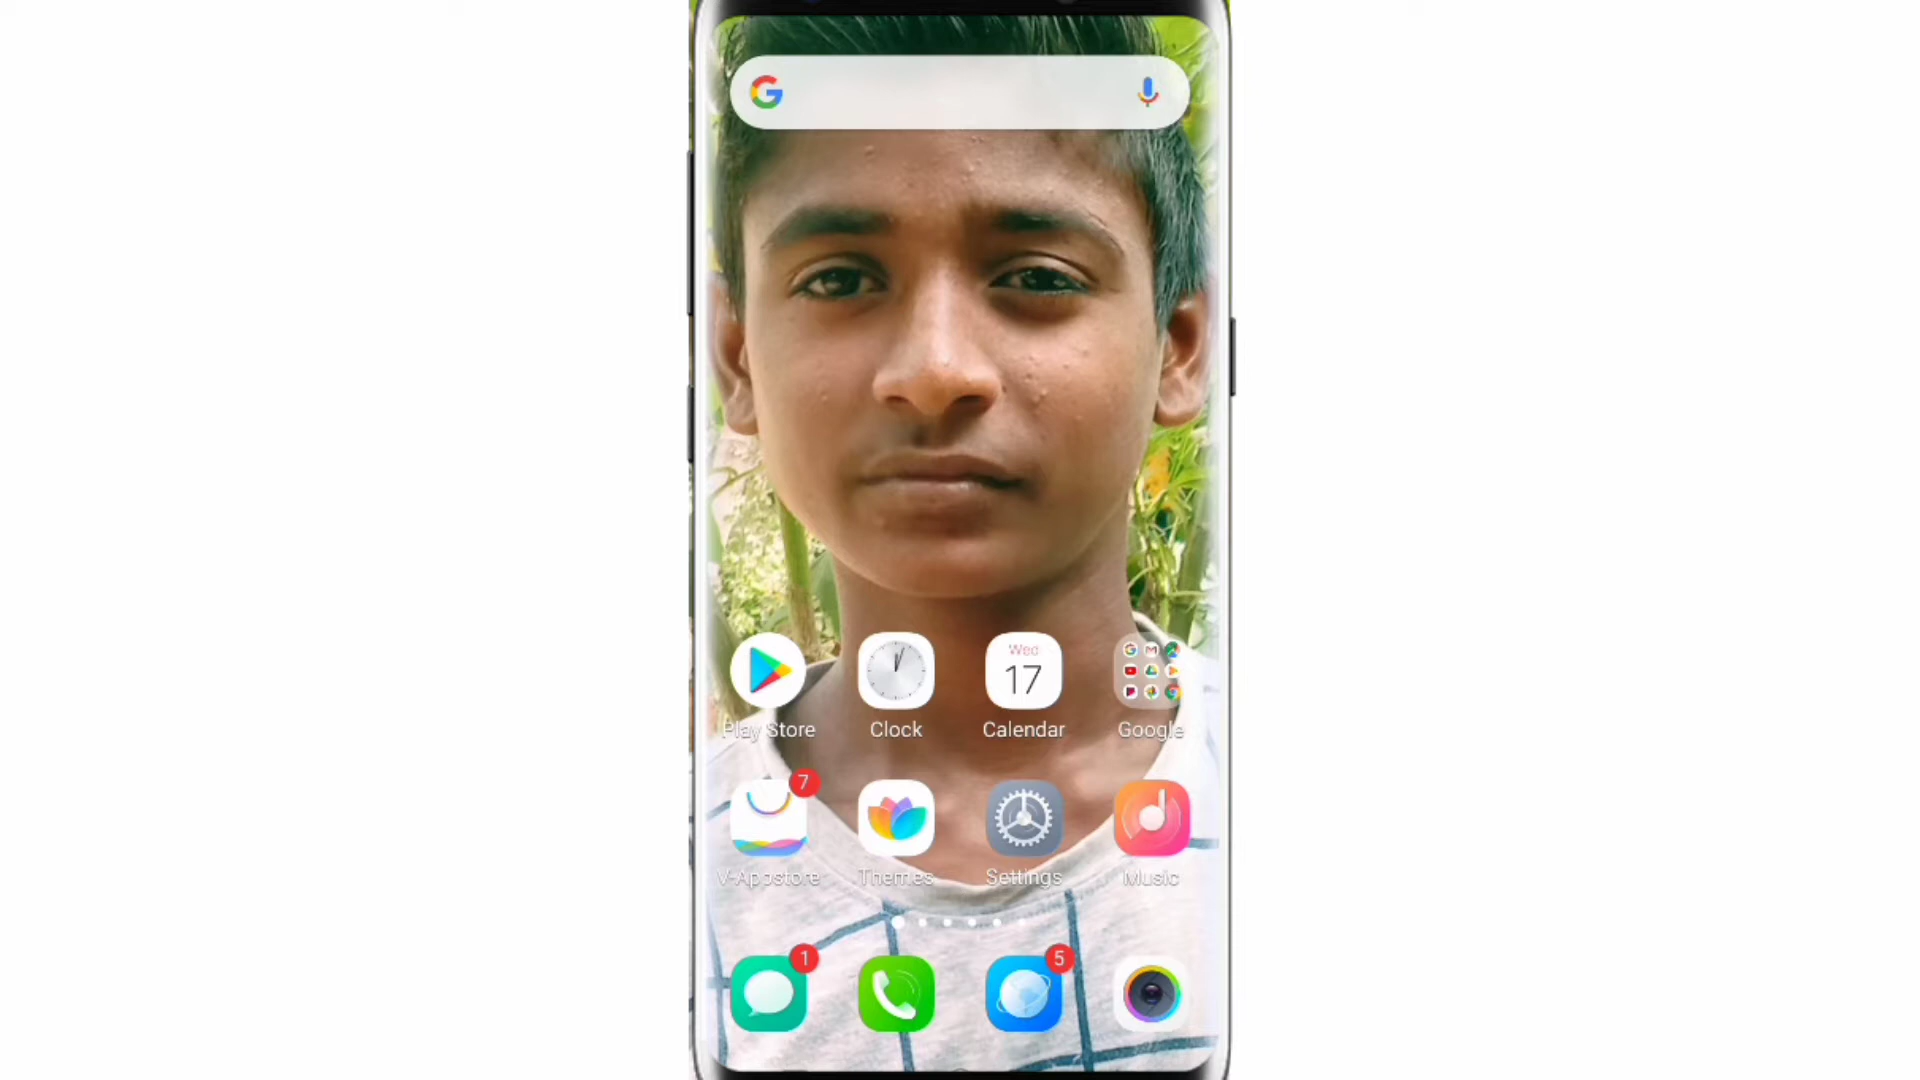 G
Wed
17
Play Store Clock Calendar Google
7
V-Appstore Themes Settings Music
1 5